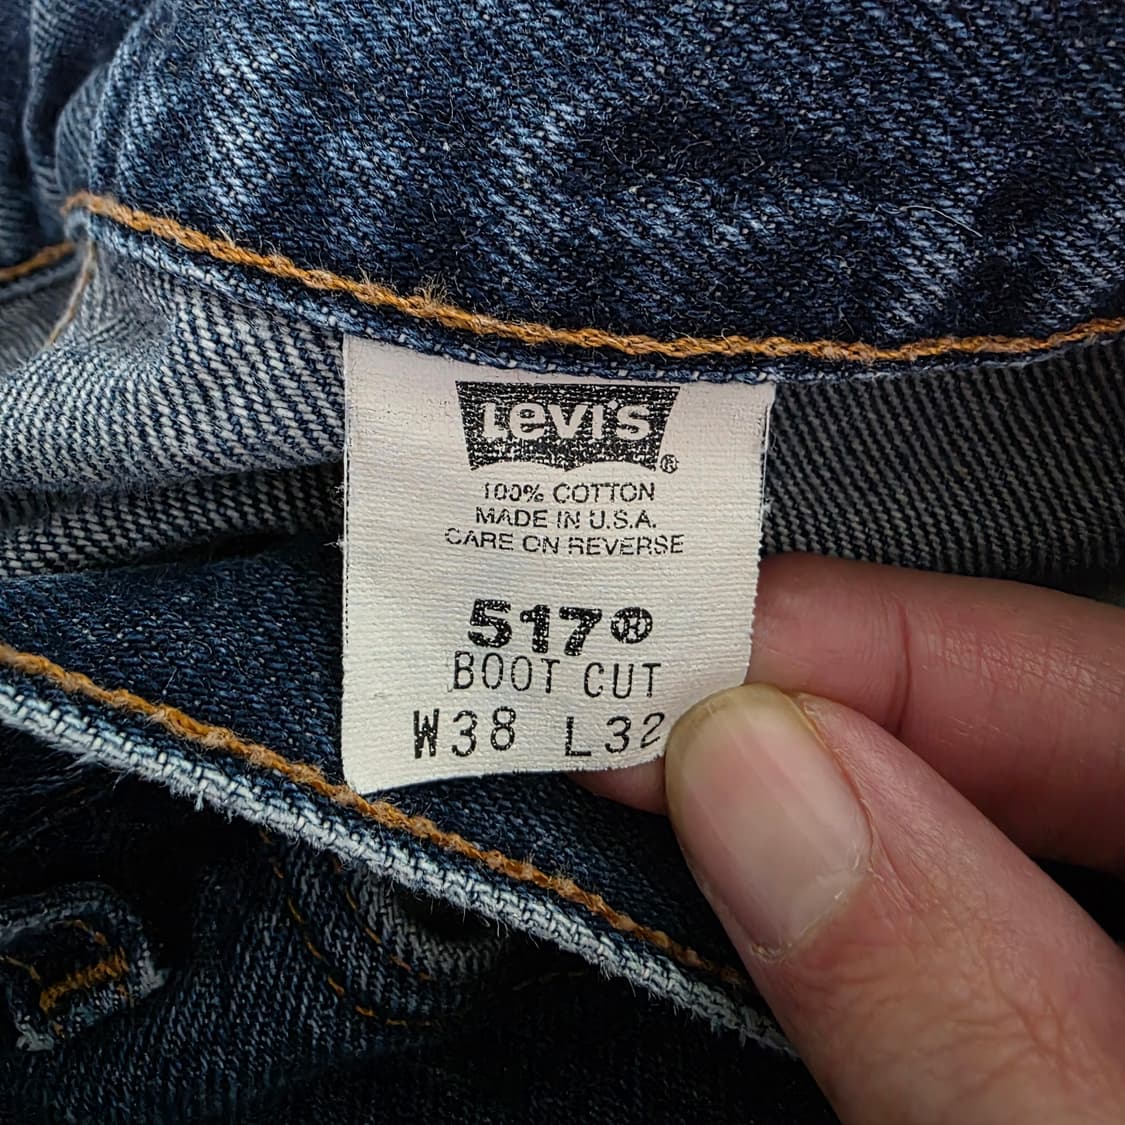 LEVI'S®
100% COTTON
MADE IN U.S.A.
CARE ON REVERSE
517®
BOOT CUT
W38 L32